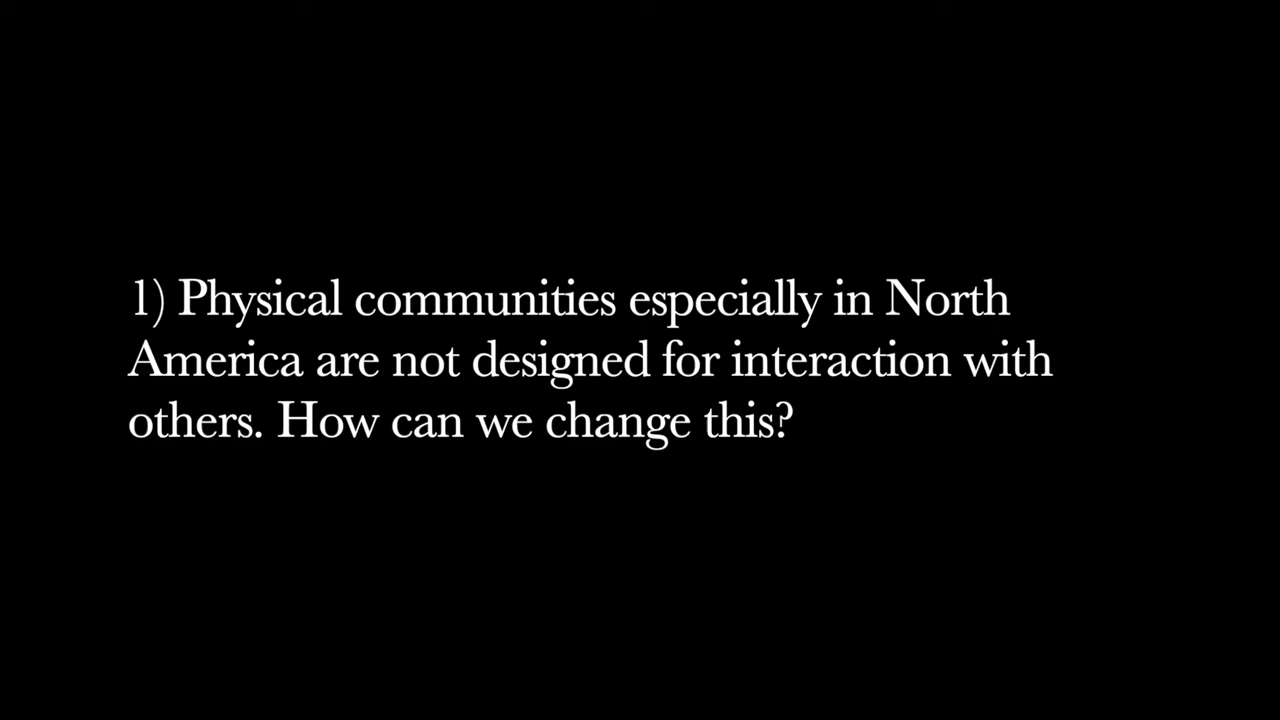 1) Physical communities especially in North
America are not designed for interaction with
others. How can we change this?